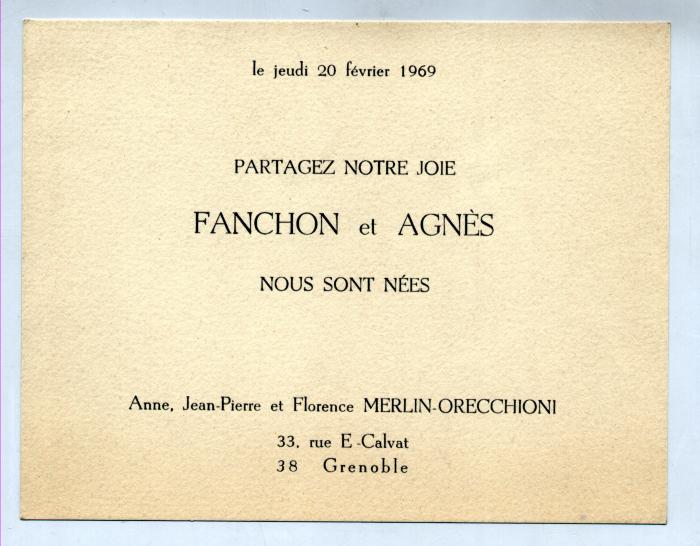 le jeudi 20 février 1969
PARTAGEZ NOTRE JOIE
FANCHON et AGNÈS
NOUS SONT NÉES
Anne, Jean-Pierre et Florence MERLIN-ORECCHIONI
33, rue E-Calvat
38 Grenoble